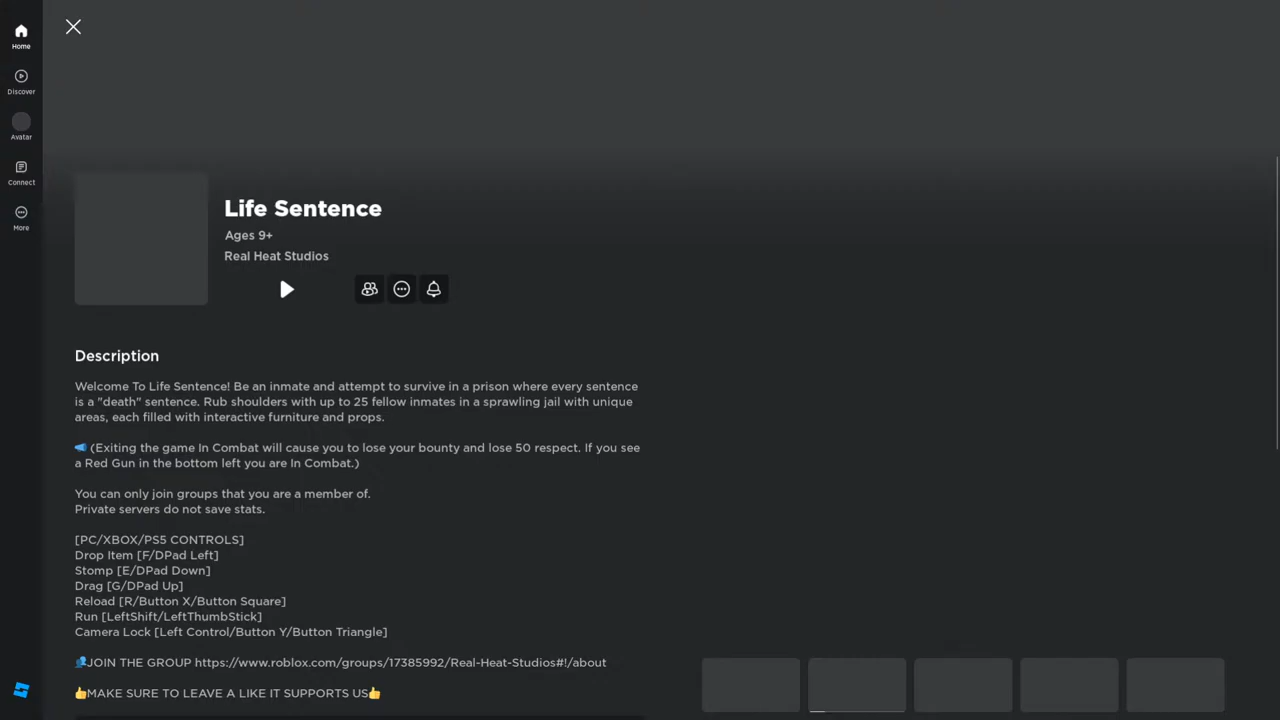 Home
Discover
Avatar
Connect
More
Life Sentence
Ages 9+
Real Heat Studios
Description
Welcome To Life Sentence! Be an inmate and attempt to survive in a prison where every sentence
is a "death" sentence. Rub shoulders with up to 25 fellow inmates in a sprawling jail with unique
areas, each filled with interactive furniture and props.
📢 (Exiting the game In Combat will cause you to lose your bounty and lose 50 respect. If you see
a Red Gun in the bottom left you are In Combat.)
You can only join groups that you are a member of.
Private servers do not save stats.
[PC/XBOX/PS5 CONTROLS]
Drop Item [F/DPad Left]
Stomp [E/DPad Down]
Drag [G/DPad Up]
Reload [R/Button X/Button Square]
Run [LeftShift/LeftThumbStick]
Camera Lock [Left Control/Button Y/Button Triangle]
👥JOIN THE GROUP https://www.roblox.com/groups/17385992/Real-Heat-Studios#!/about
👍MAKE SURE TO LEAVE A LIKE IT SUPPORTS US👍